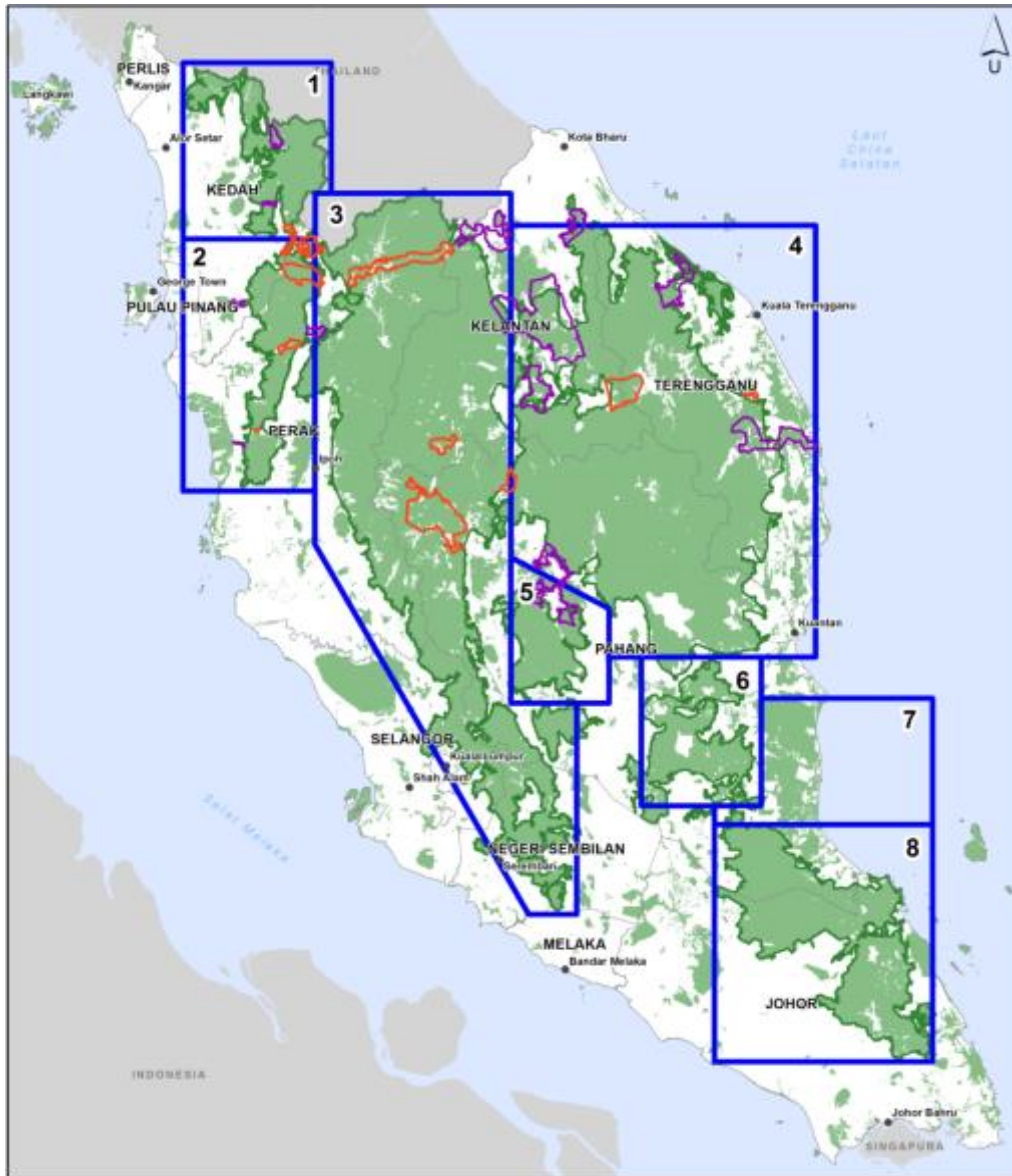 U
THAILAND
1
PERLIS
Kangar
Langkawi
Alor Setar
Kota Bharu
Laut
China
Selatan
KEDAH
3
4
2
George Town
PULAU PINANG
Kuala Terengganu
KELANTAN
TERENGGANU
PERAK
Ipoh
5
Kuantan
PAHANG
6
7
SELANGOR
Kuala Lumpur
Shah Alam
Selat Melaka
8
NEGERI SEMBILAN
Seremban
MELAKA
Bandar Melaka
JOHOR
INDONESIA
Johor Bahru
SINGAPURA